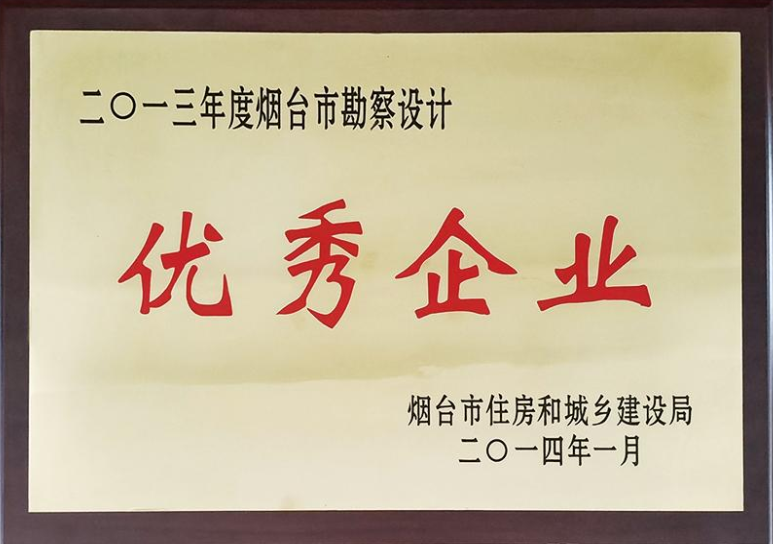 二〇一三年度烟台市勘察设计
优秀企业
烟台市住房和城乡建设局
二〇一四年一月